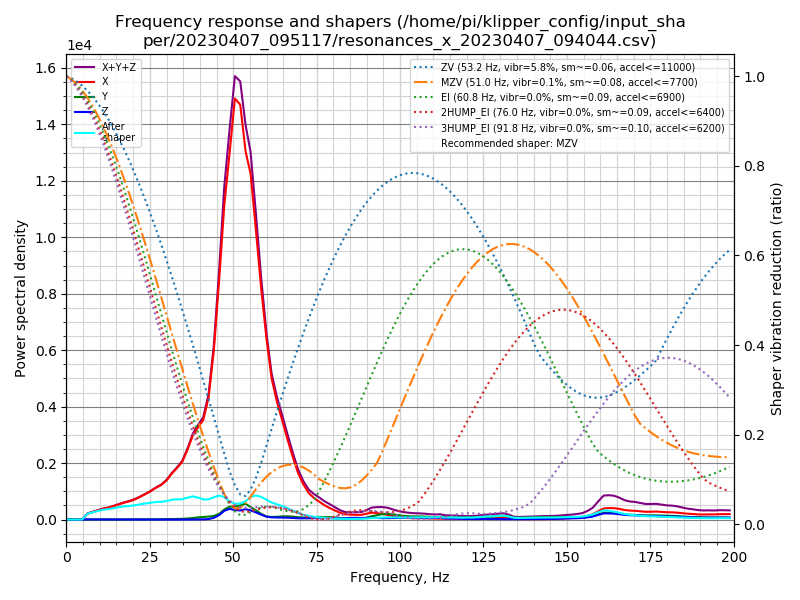 Frequency response and shapers (/home/pi/klipper_config/input_sha
per/20230407_095117/resonances_x_20230407_094044.csv)
1e4
X+Y+Z
X
Y
Z
After
shaper
ZV (53.2 Hz, vibr=5.8%, sm~=0.06, accel<=11000)
MZV (51.0 Hz, vibr=0.1%, sm~=0.08, accel<=7700)
EI (60.8 Hz, vibr=0.0%, sm~=0.09, accel<=6900)
2HUMP_EI (76.0 Hz, vibr=0.0%, sm~=0.09, accel<=6400)
3HUMP_EI (91.8 Hz, vibr=0.0%, sm~=0.10, accel<=6200)
Recommended shaper: MZV
Power spectral density
1.6
1.4
1.2
1.0
0.8
0.6
0.4
0.2
0.0
1.0
0.8
0.6
0.4
0.2
0.0
Shaper vibration reduction (ratio)
0 25 50 75 100 125 150 175 200
Frequency, Hz